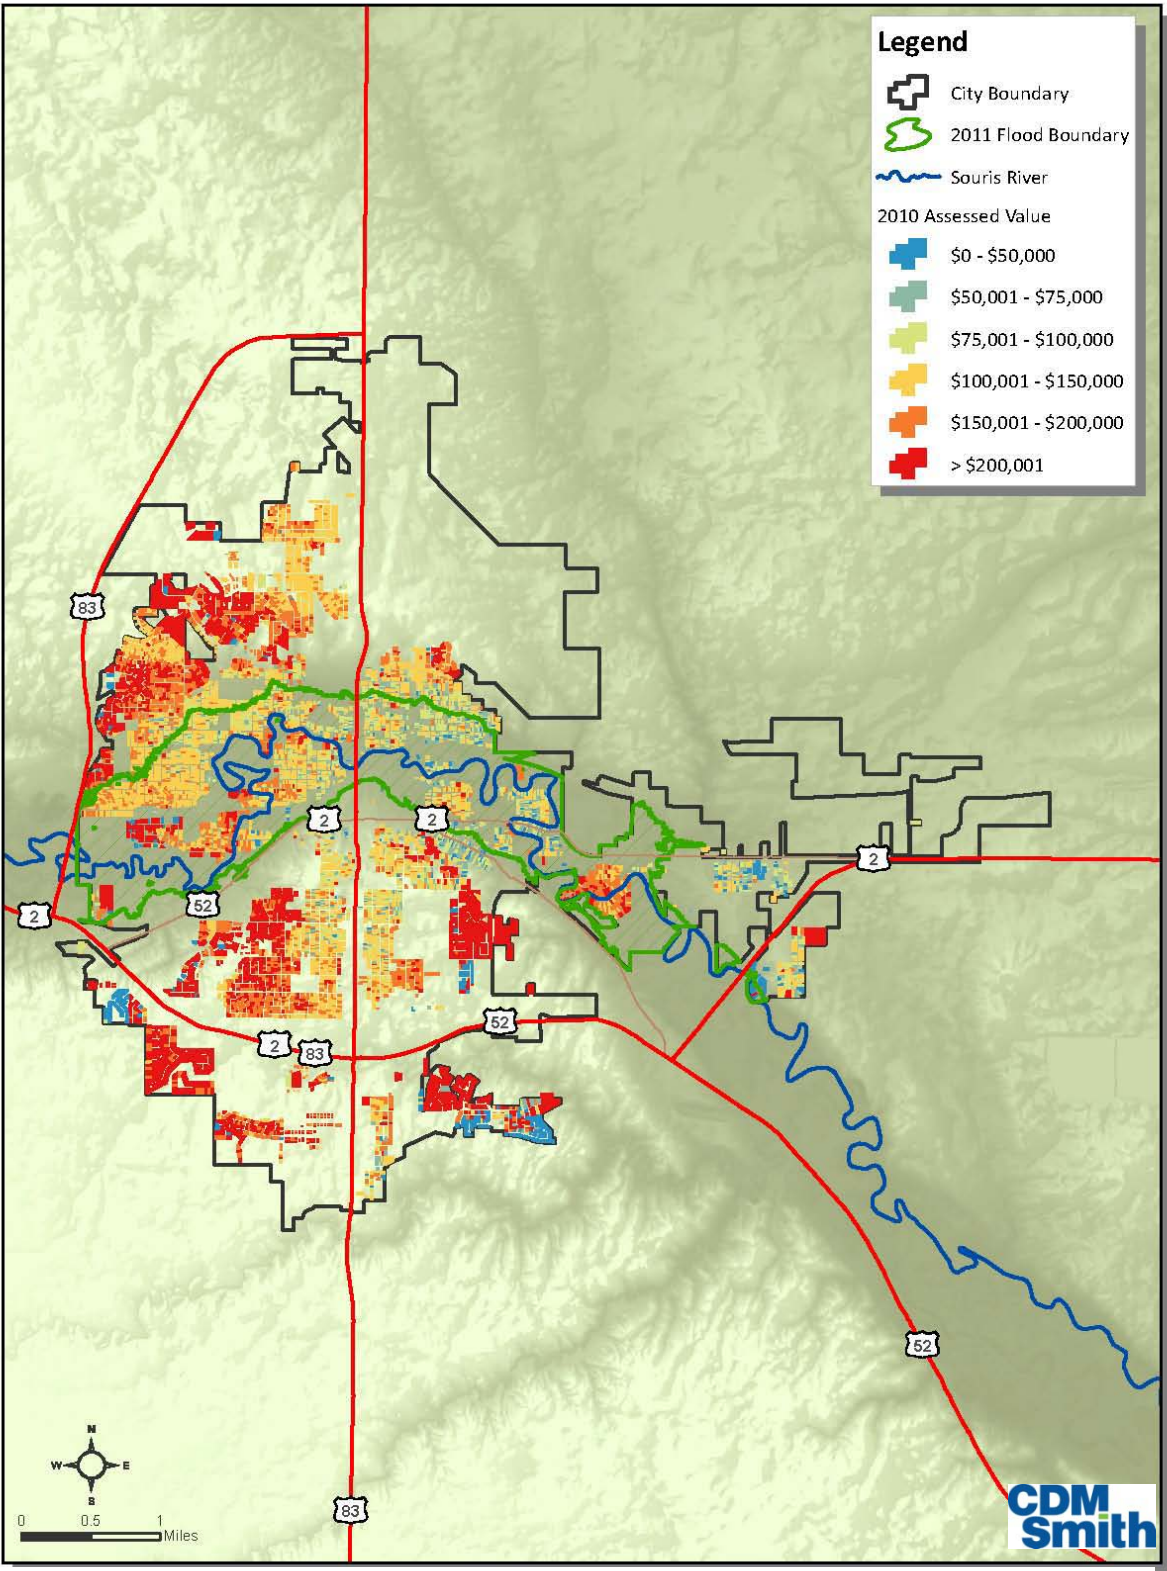 Legend
City Boundary
2011 Flood Boundary
Souris River
2010 Assessed Value
$0 - $50,000
$50,001 - $75,000
$75,001 - $100,000
$100,001 - $150,000
$150,001 - $200,000
> $200,001
83
2
2
2
52
2
52
2
83
52
83
N
W
E
S
0
0.5
1
Miles
CDM
Smith